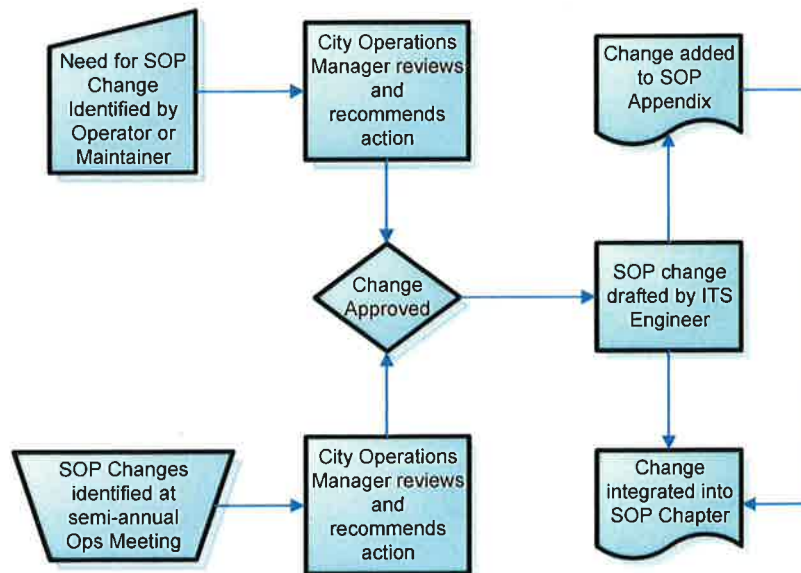 Need for SOP
Change
Identified by
Operator or
Maintainer
City Operations
Manager reviews
and
recommends
action
Change added
to SOP
Appendix
Change
Approved
SOP change
drafted by ITS
Engineer
SOP Changes
identified at
semi-annual
Ops Meeting
City Operations
Manager reviews
and
recommends
action
Change
integrated into
SOP Chapter